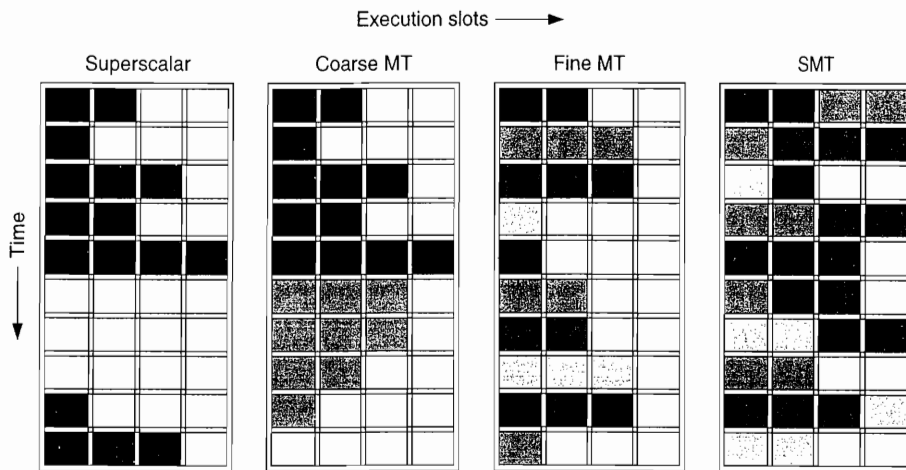 Execution slots
Superscalar
Coarse MT
Fine MT
SMT
Time